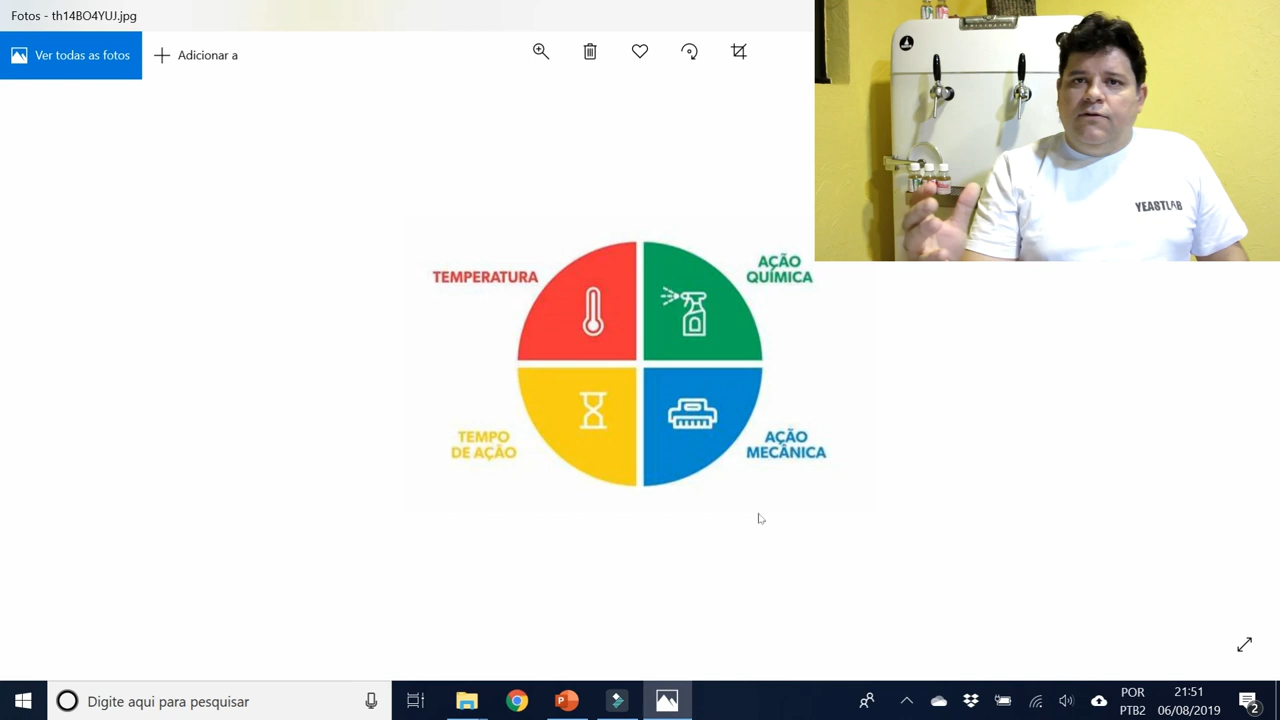 Fotos - th14BO4YUJ.jpg
Ver todas as fotos
Adicionar a
YEASTLAB
TEMPERATURA
AÇÃO
QUÍMICA
TEMPO
DE AÇÃO
AÇÃO
MECÂNICA
Digite aqui para pesquisar
POR
PTB2
21:51
06/08/2019
2